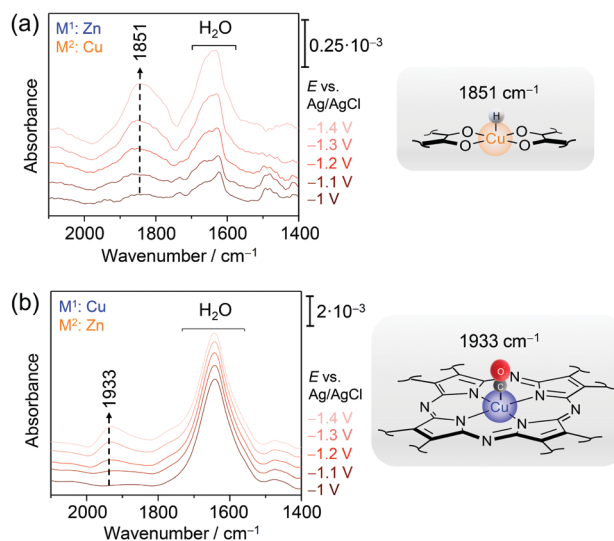 (a)
M¹: Zn
M²: Cu
1851
H₂O
0.25·10⁻³
E vs.
Ag/AgCl
−1.4 V
−1.3 V
−1.2 V
−1.1 V
−1 V
Absorbance
2000 1800 1600 1400
Wavenumber / cm⁻¹
1851 cm⁻¹
H
O O
Cu
O O
(b)
M¹: Cu
M²: Zn
1933
H₂O
2·10⁻³
E vs.
Ag/AgCl
−1.4 V
−1.3 V
−1.2 V
−1.1 V
−1 V
Absorbance
2000 1800 1600 1400
Wavenumber / cm⁻¹
1933 cm⁻¹
O
C
N N
N Cu N
N N
N N